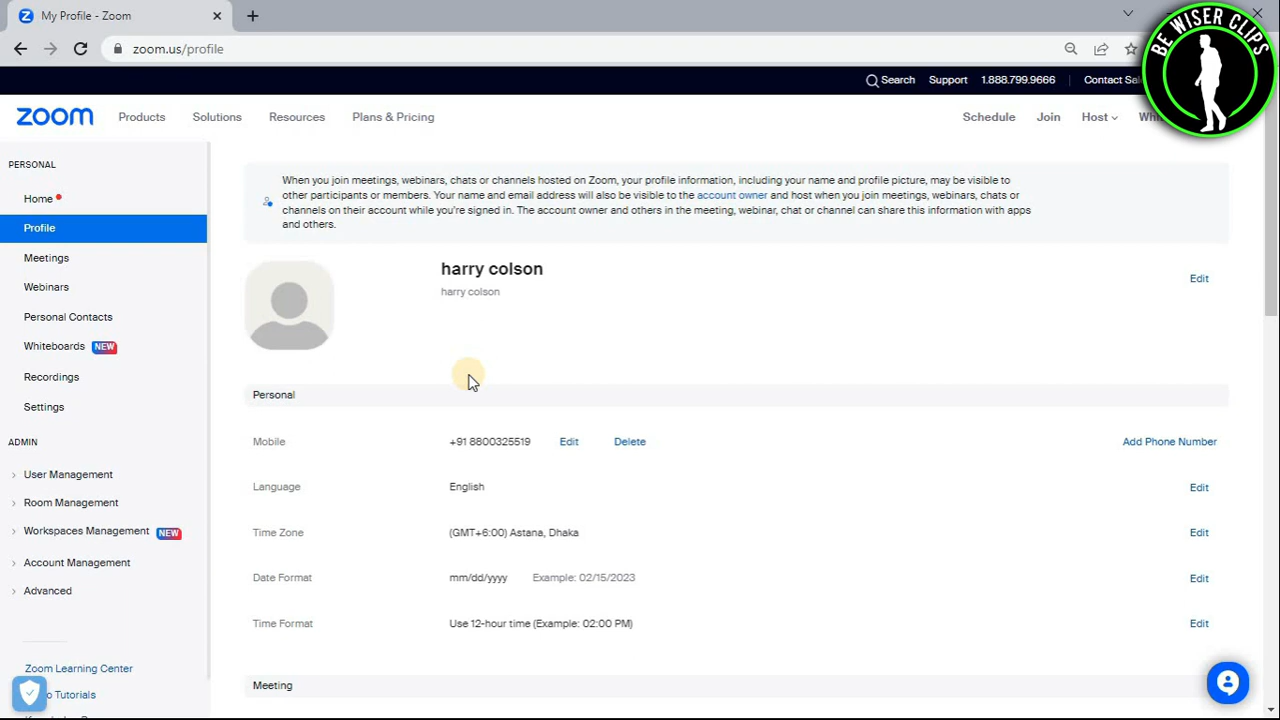 My Profile - Zoom
zoom.us/profile
BE WISER CLIPS
Search Support 1.888.799.9666 Contact Sal
zoom Products Solutions Resources Plans & Pricing Schedule Join Host
PERSONAL
Home
Profile
Meetings
Webinars
Personal Contacts
Whiteboards NEW
Recordings
Settings
ADMIN
User Management
Room Management
Workspaces Management NEW
Account Management
Advanced
Zoom Learning Center
Tutorials
When you join meetings, webinars, chats or channels hosted on Zoom, your profile information, including your name and profile picture, may be visible to
other participants or members. Your name and email address will also be visible to the account owner and host when you join meetings, webinars, chats or
channels on their account while you're signed in. The account owner and others in the meeting, webinar, chat or channel can share this information with apps
and others.
harry colson
harry colson
Edit
Personal
Mobile +91 8800325519 Edit Delete Add Phone Number
Language English Edit
Time Zone (GMT+6:00) Astana, Dhaka Edit
Date Format mm/dd/yyyy Example: 02/15/2023 Edit
Time Format Use 12-hour time (Example: 02:00 PM) Edit
Meeting